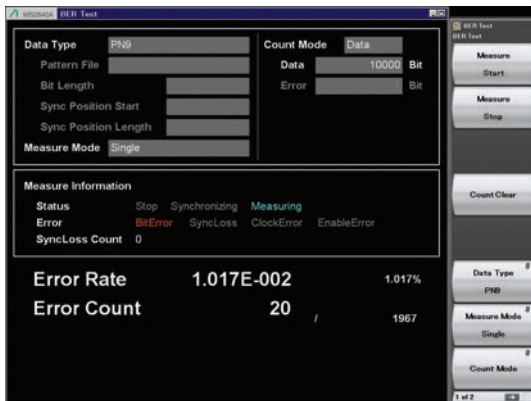 MS2840A BER Test
Data Type PN9
Pattern File
Bit Length
Sync Position Start
Sync Position Length
Measure Mode Single
Count Mode Data
Data 10000 Bit
Error Bit
Measure Information
Status Stop Synchronizing Measuring
Error BitError SyncLoss ClockError EnableError
SyncLoss Count 0
Error Rate 1.017E-002 1.017%
Error Count 20 / 1967
BER Test
BER Test
Measure
Start
Measure
Stop
Count Clear
Data Type
PN9
Measure Mode
Single
Count Mode
1 of 2